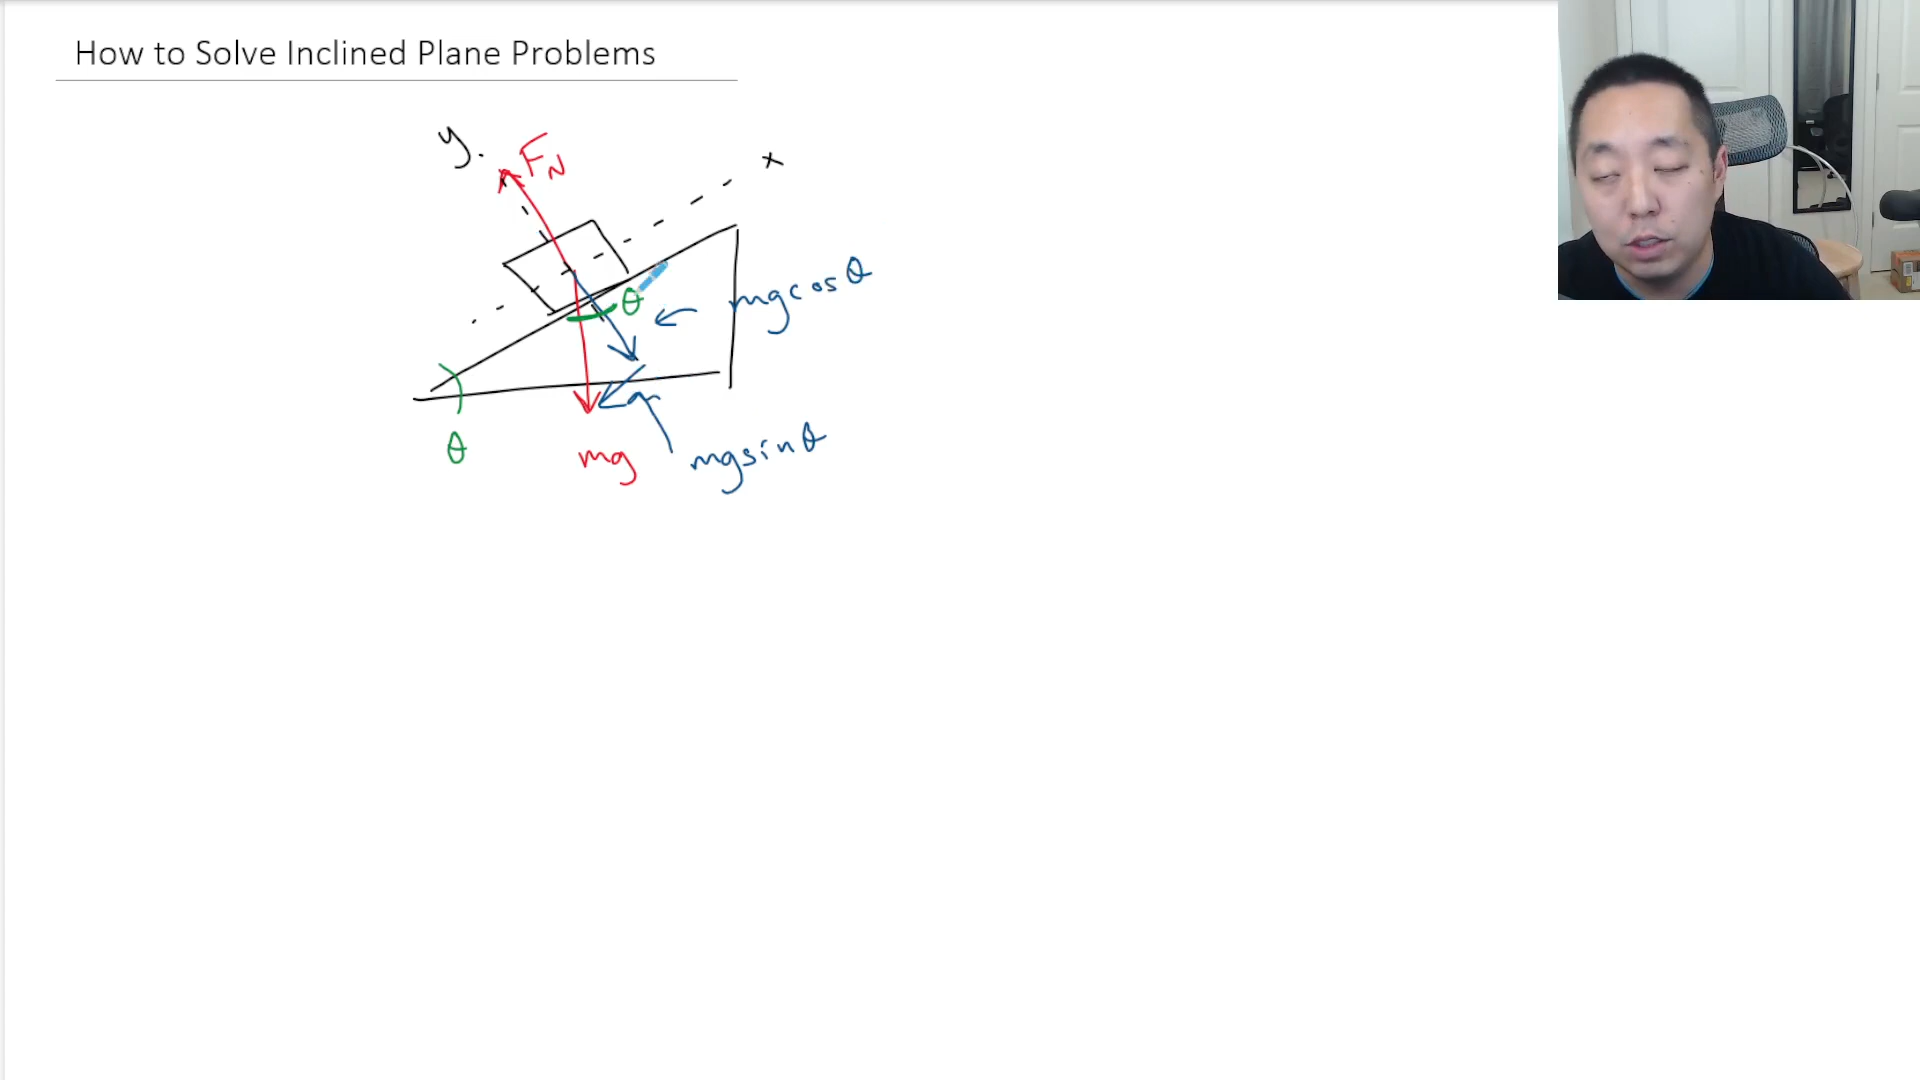 How to Solve Inclined Plane Problems
y
F_N
x
θ
mg cos θ
θ
mg
mg sin θ